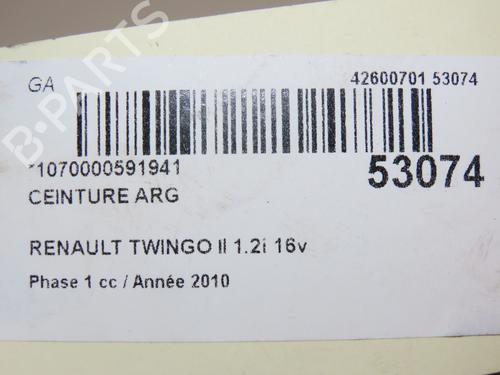 B-PARTS
GA
42600701 53074
*1070000591941
53074
CEINTURE ARG
RENAULT TWINGO II 1.2i 16v
Phase 1 cc / Année 2010